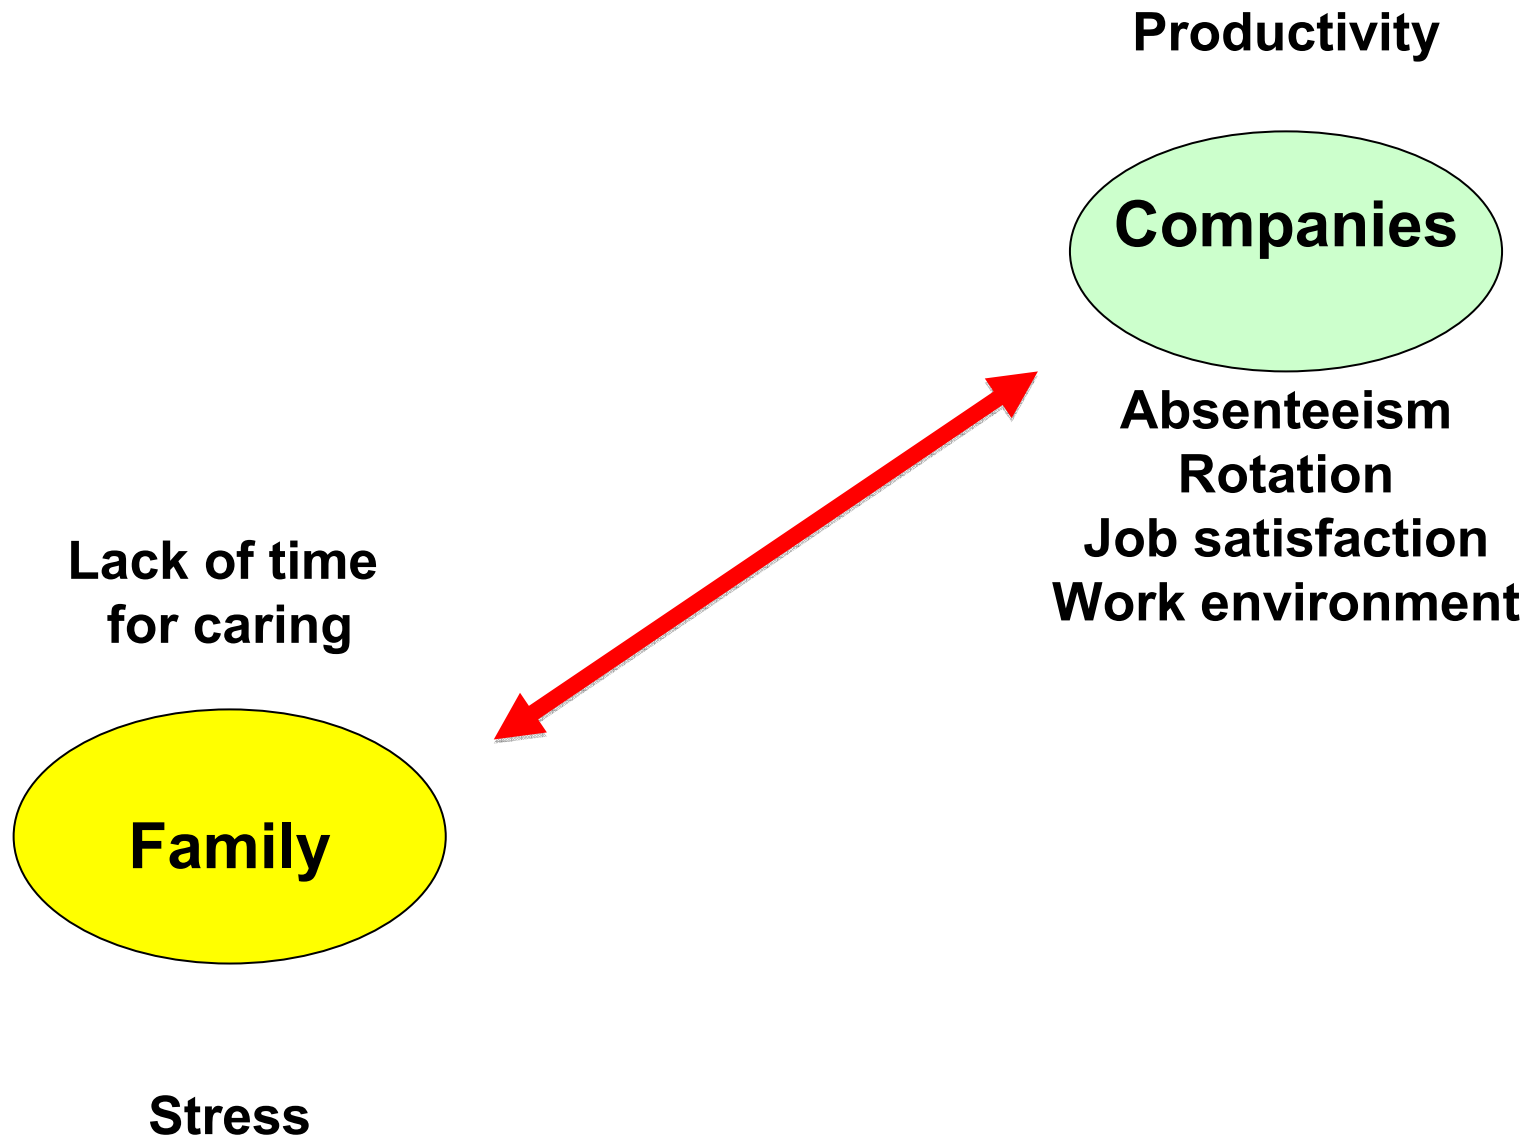 Productivity
Companies
Absenteeism
Rotation
Job satisfaction
Work environment
Lack of time
for caring
Family
Stress